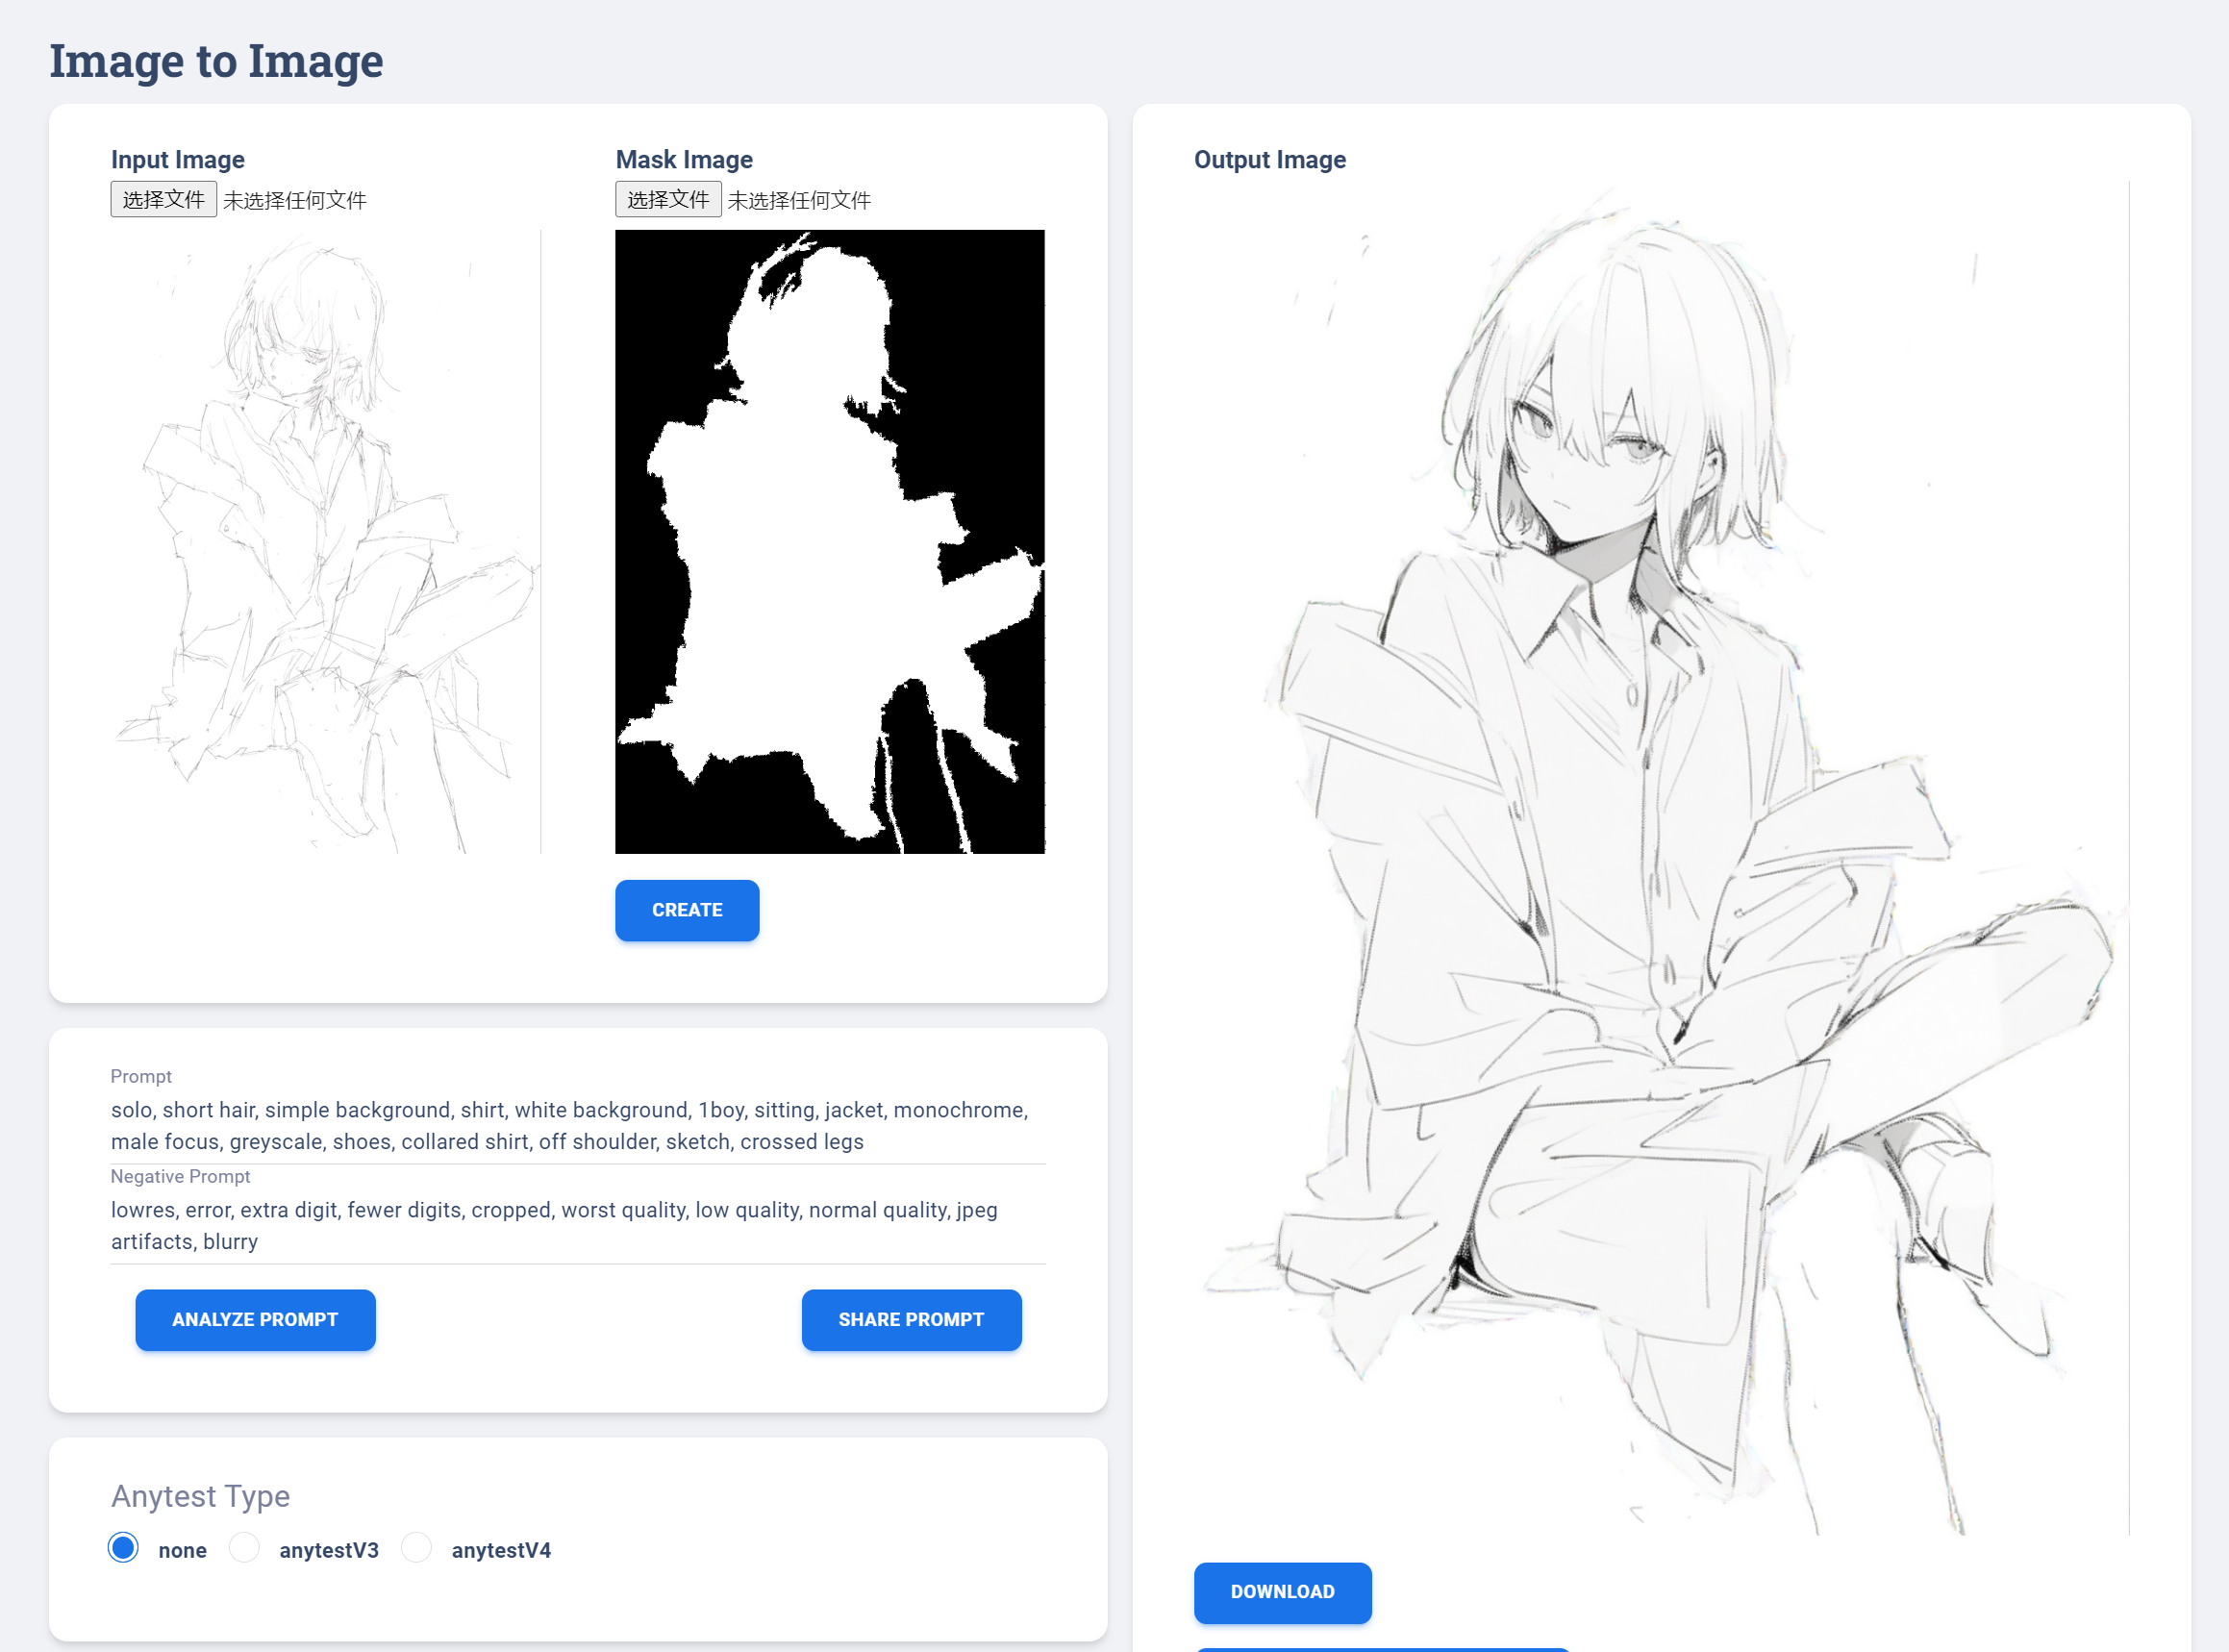 Image to Image
Input Image
选择文件 未选择任何文件
Mask Image
选择文件 未选择任何文件
CREATE
Prompt
solo, short hair, simple background, shirt, white background, 1boy, sitting, jacket, monochrome,
male focus, greyscale, shoes, collared shirt, off shoulder, sketch, crossed legs
Negative Prompt
lowres, error, extra digit, fewer digits, cropped, worst quality, low quality, normal quality, jpeg
artifacts, blurry
ANALYZE PROMPT
SHARE PROMPT
Anytest Type
none
anytestV3
anytestV4
Output Image
DOWNLOAD